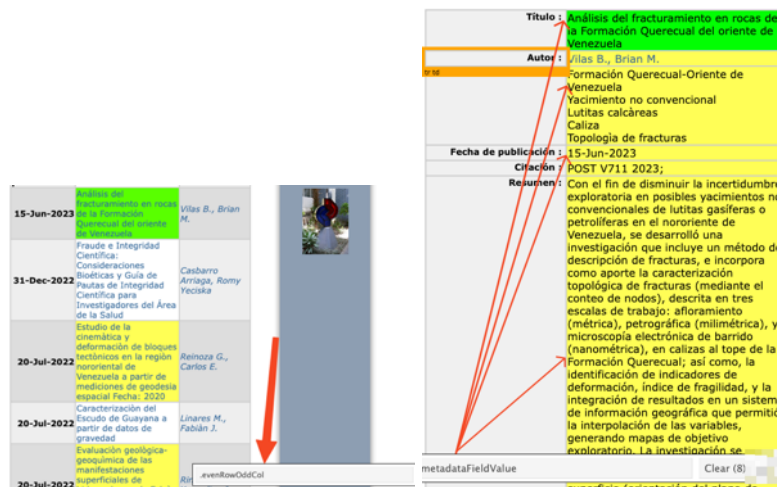 15-Jun-2023
Análisis del
fracturamiento en rocas
de la Formación
Querecual del oriente
de Venezuela
Vilas B., Brian
M.
31-Dec-2022
Fraude e Integridad
Científica:
Consideraciones
Bioéticas y Guía de
Pautas de Integridad
Científica para
Investigadores del Área
de la Salud
Casbarro
Arriaga, Romy
Yeciska
20-Jul-2022
Estudio de la
cinemática y
deformaciòn de bloques
tectònicos en la regiòn
nororiental de
Venezuela a partir de
mediciones de geodesia
espacial Fecha: 2020
Reinoza G.,
Carlos E.
20-Jul-2022
Caracterizaciòn del
Escudo de Guayana a
partir de datos de
gravedad
Linares M.,
Fabián J.
20-Jul-2022
Evaluaciòn geològica-
geoquìmica de las
manifestaciones
superficiales de
.evenRowOddCol
Título :
Análisis del fracturamiento en rocas de
la Formación Querecual del oriente de
Venezuela
Autor :
Vilas B., Brian M.
tr td
Formación Querecual-Oriente de
Venezuela
Yacimiento no convencional
Lutitas calcàreas
Caliza
Topologìa de fracturas
Fecha de publicación :
15-Jun-2023
Citación :
POST V711 2023;
Resumen :
Con el fin de disminuir la incertidumbre
exploratoria en posibles yacimientos no
convencionales de lutitas gasíferas o
petrolíferas en el nororiente de
Venezuela, se desarrolló una
investigación que incluye un método de
descripción de fracturas, e incorpora
como aporte la caracterización
topológica de fracturas (mediante el
conteo de nodos), descrita en tres
escalas de trabajo: afloramiento
(métrica), petrográfica (milimétrica), y
microscopía electrónica de barrido
(nanométrica), en calizas al tope de la
Formación Querecual; así como, la
identificación de indicadores de
deformación, índice de fragilidad, y la
integración de resultados en un sistema
de información geográfica que permitió
la interpolación de las variables,
generando mapas de objetivo
exploratorio. La investigación se
metadataFieldValue
Clear (8)